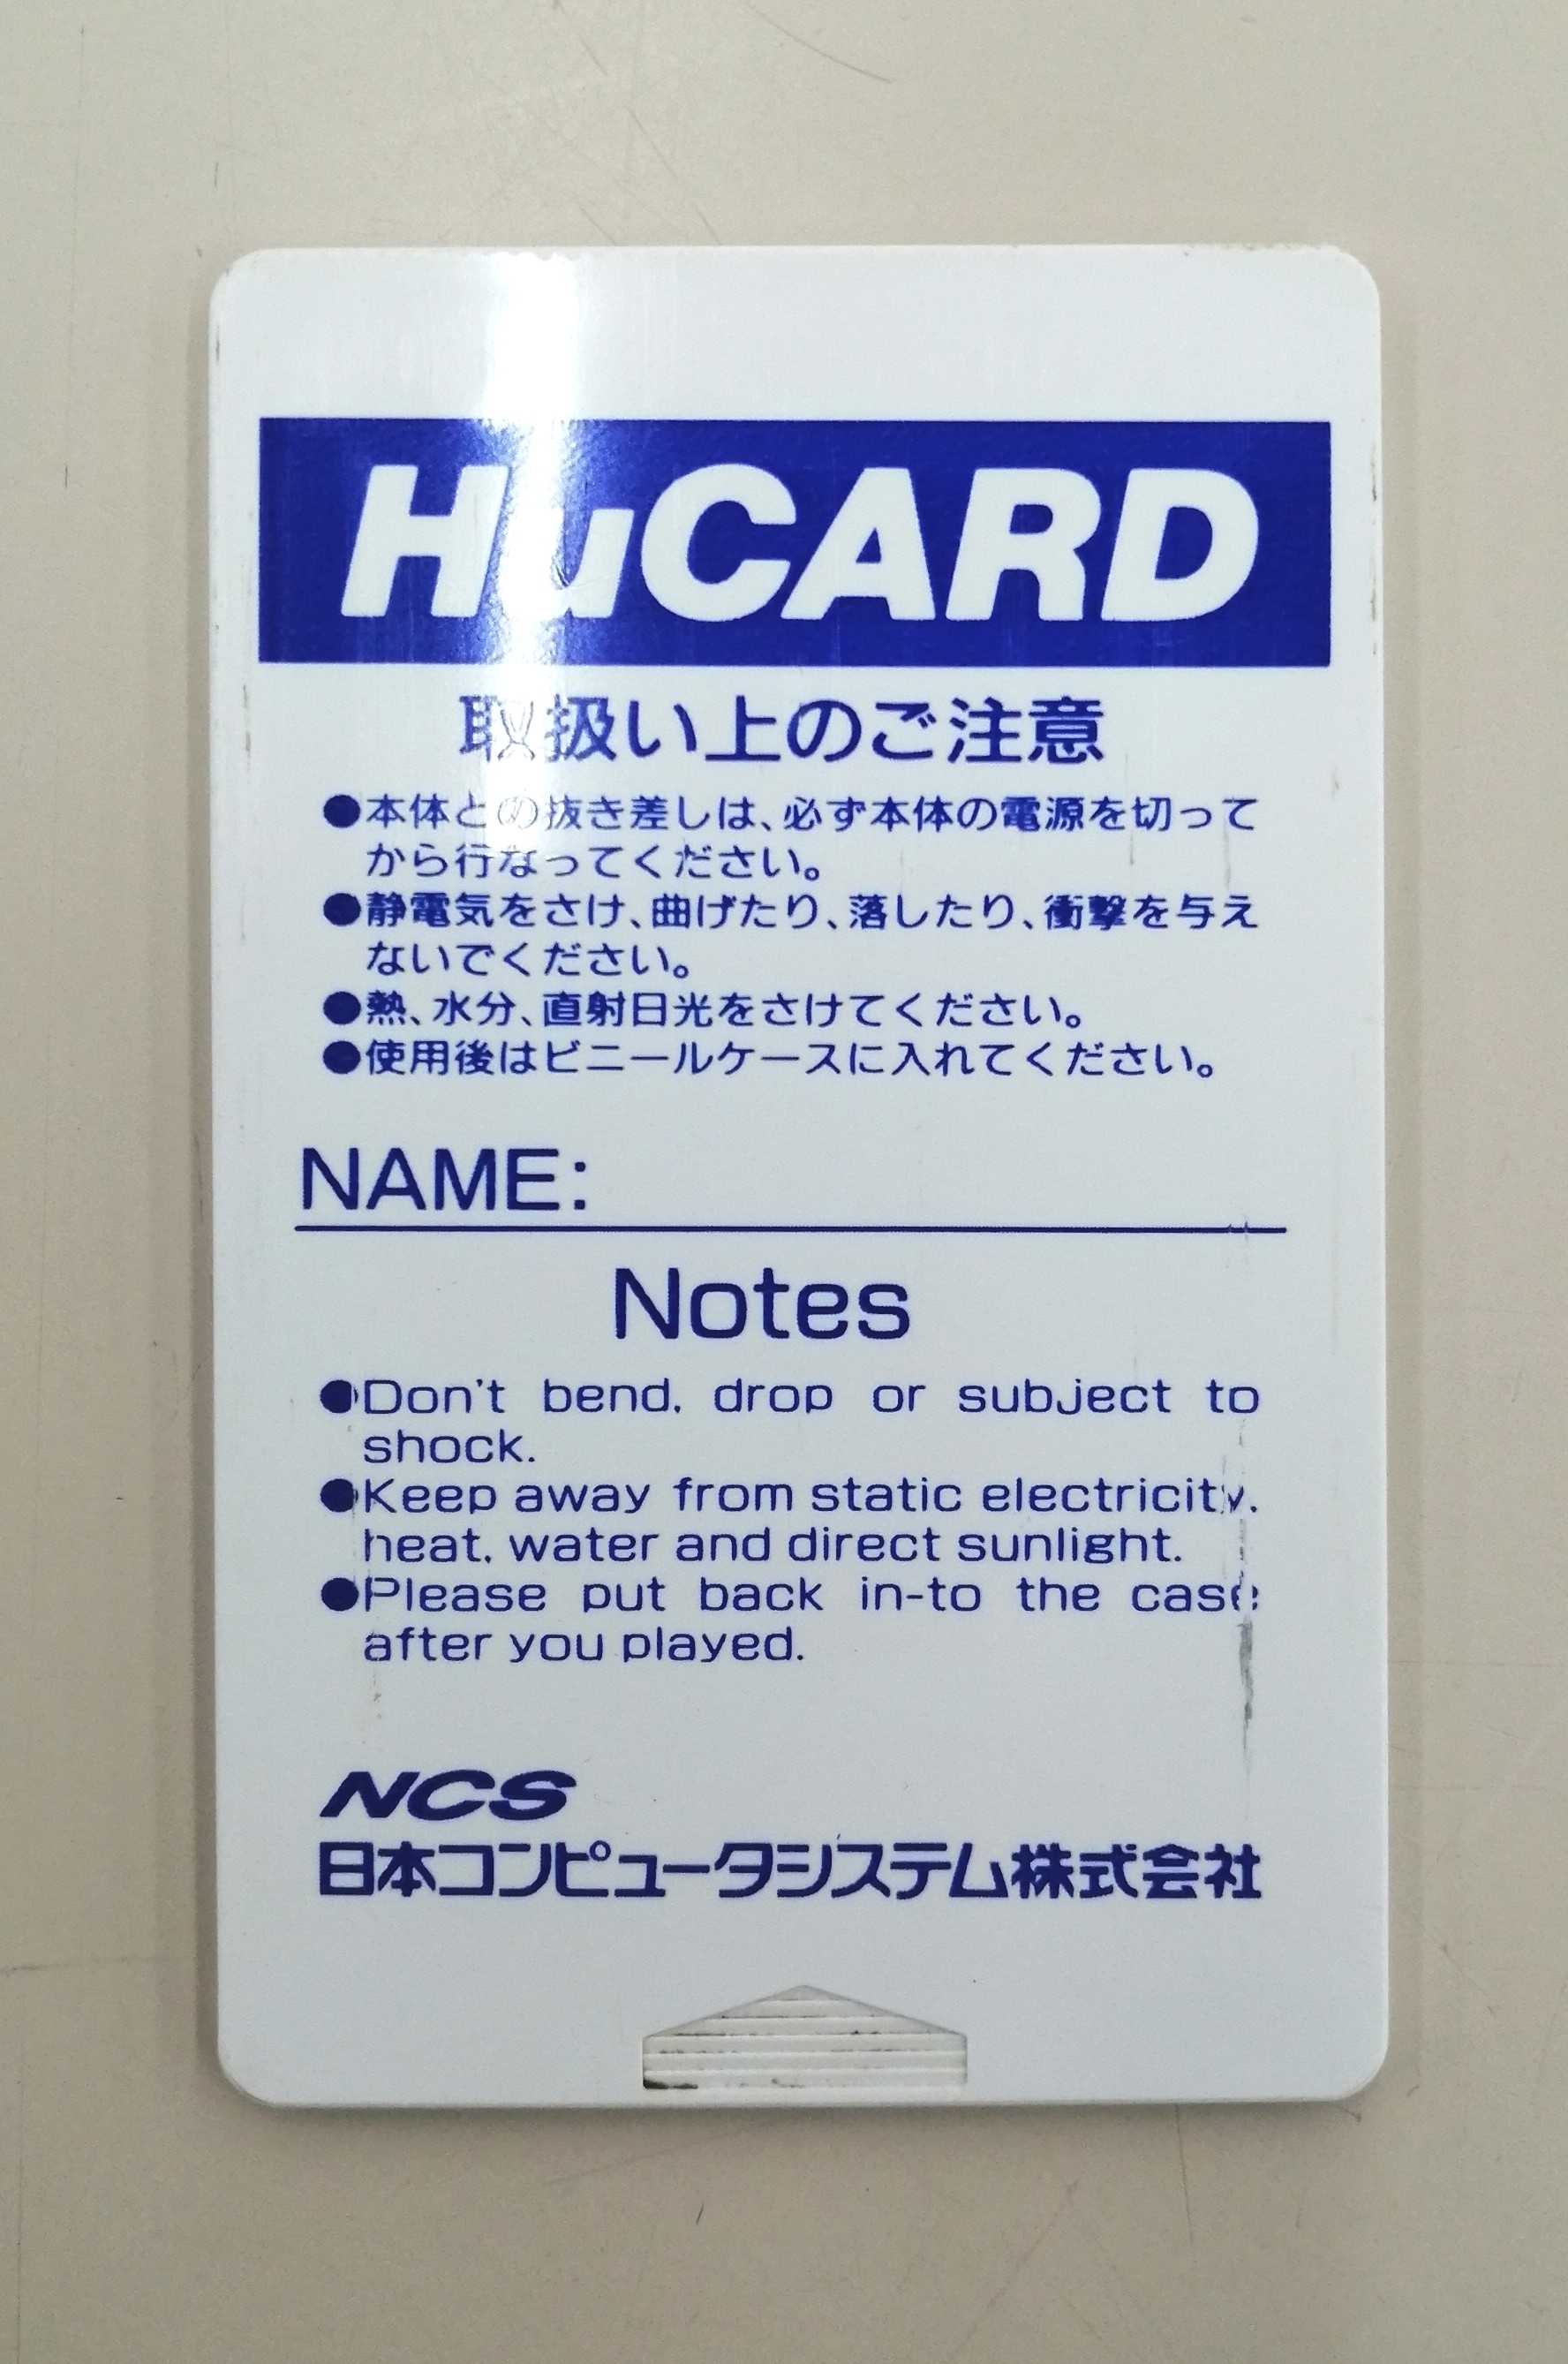 HuCARD
取扱い上のご注意
●本体との抜き差しは、必ず本体の電源を切って
から行なってください。
●静電気をさけ、曲げたり、落したり、衝撃を与え
ないでください。
●熱、水分、直射日光をさけてください。
●使用後はビニールケースに入れてください。
NAME:
Notes
●Don't bend, drop or subject to
shock.
●Keep away from static electricity,
heat, water and direct sunlight.
●Please put back in-to the case
after you played.
NCS
日本コンピュータシステム株式会社